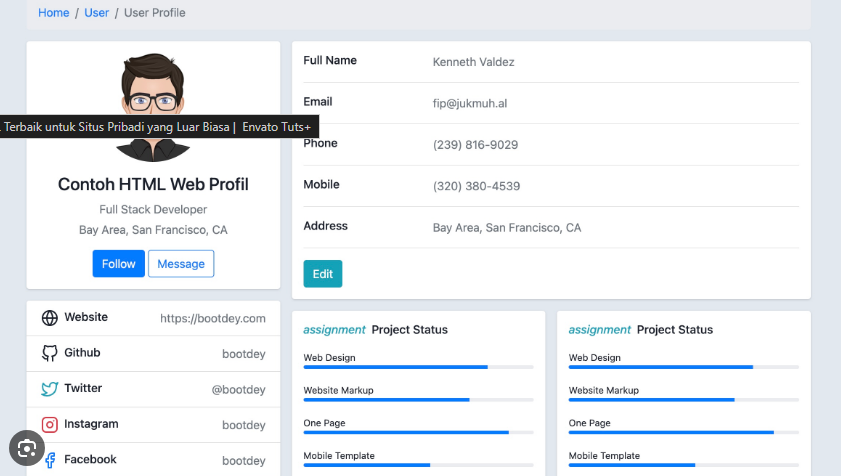 Home / User / User Profile
Terbaik untuk Situs Pribadi yang Luar Biasa | Envato Tuts+
Contoh HTML Web Profil
Full Stack Developer
Bay Area, San Francisco, CA
Follow Message
Full Name Kenneth Valdez
Email fip@jukmuh.al
Phone (239) 816-9029
Mobile (320) 380-4539
Address Bay Area, San Francisco, CA
Edit
Website https://bootdey.com
Github bootdey
Twitter @bootdey
Instagram bootdey
Facebook bootdey
assignment Project Status
Web Design
Website Markup
One Page
Mobile Template
assignment Project Status
Web Design
Website Markup
One Page
Mobile Template